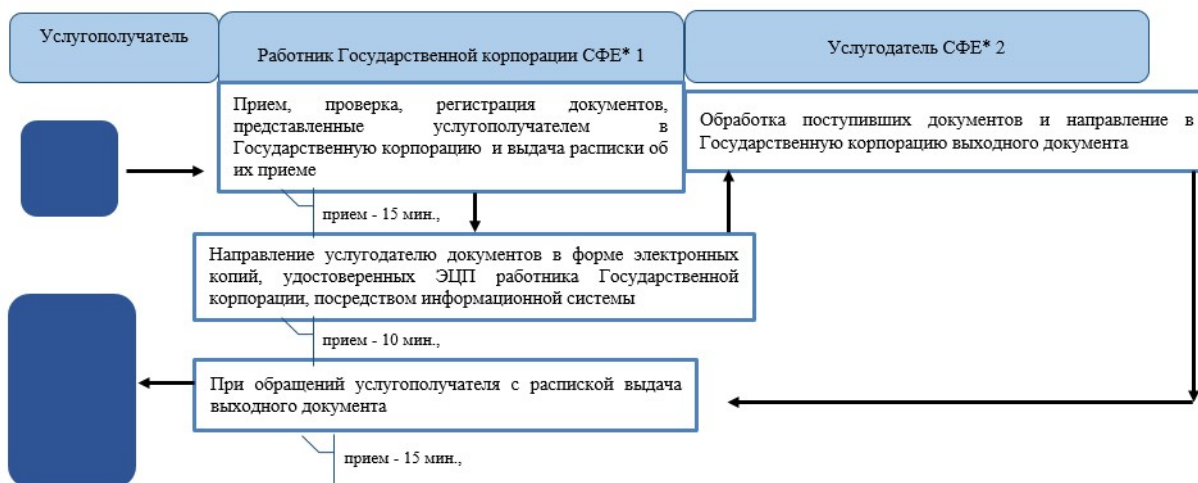 Услугополучатель
Работник Государственной корпорации СФЕ* 1
Услугодатель СФЕ* 2
Прием, проверка, регистрация документов,
представленные услугополучателем в
Государственную корпорацию и выдача расписки об
их приеме
Обработка поступивших документов и направление в
Государственную корпорацию выходного документа
прием - 15 мин.,
Направление услугодателю документов в форме электронных
копий, удостоверенных ЭЦП работника Государственной
корпорации, посредством информационной системы
прием - 10 мин.,
При обращений услугополучателя с распиской выдача
выходного документа
прием - 15 мин.,